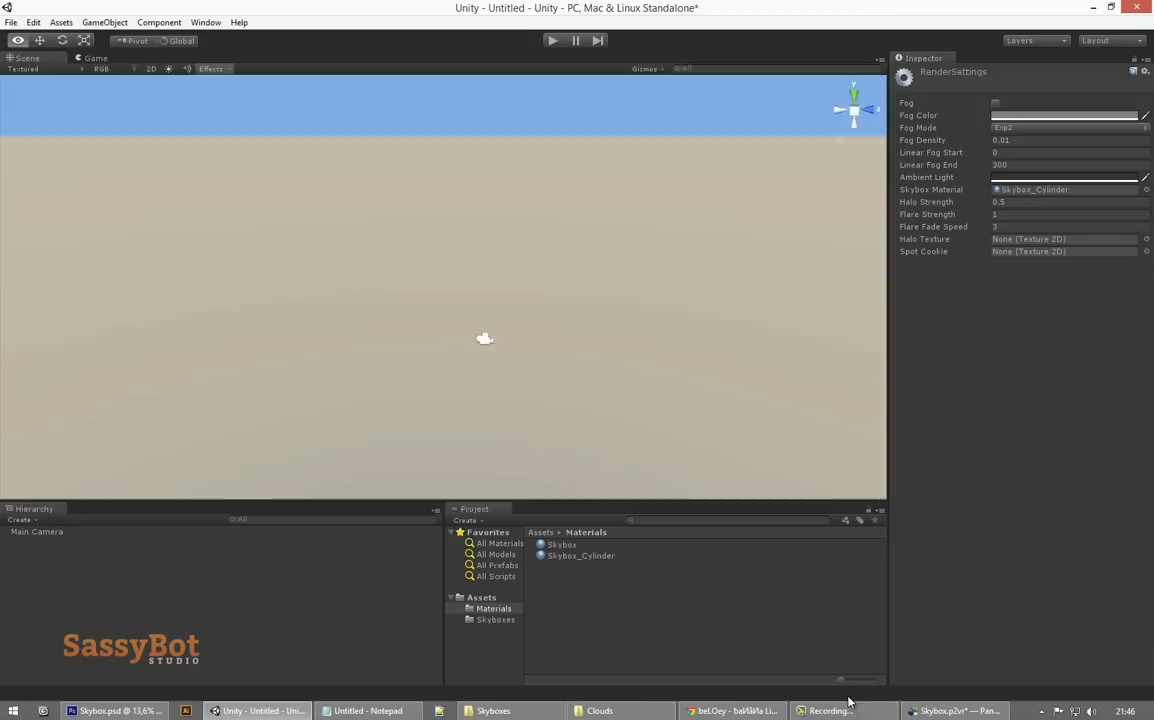 Unity - Untitled - Unity - PC, Mac & Linux Standalone*
File Edit Assets GameObject Component Window Help
Pivot Global Layers Layout
Scene Game Inspector
Textured RGB 2D Effects Gizmos All
RenderSettings
Fog
Fog Color
Fog Mode Exp2
Fog Density 0.01
Linear Fog Start 0
Linear Fog End 300
Ambient Light
Skybox Material Skybox_Cylinder
Halo Strength 0.5
Flare Strength 1
Flare Fade Speed 3
Halo Texture None (Texture 2D)
Spot Cookie None (Texture 2D)
y
z
Hierarchy
Create All
Main Camera
Project
Create
Favorites
All Materials
All Models
All Prefabs
All Scripts
Assets
Materials
Skyboxes
Assets Materials
Skybox
Skybox_Cylinder
SassyBot
STUDIO
Skybox.psd @ 13,6% ...
Ai
Unity - Untitled - Uni...
Untitled - Notepad
Skyboxes
Clouds
Recording...
Skybox.p2vr* — Pan...
21:46